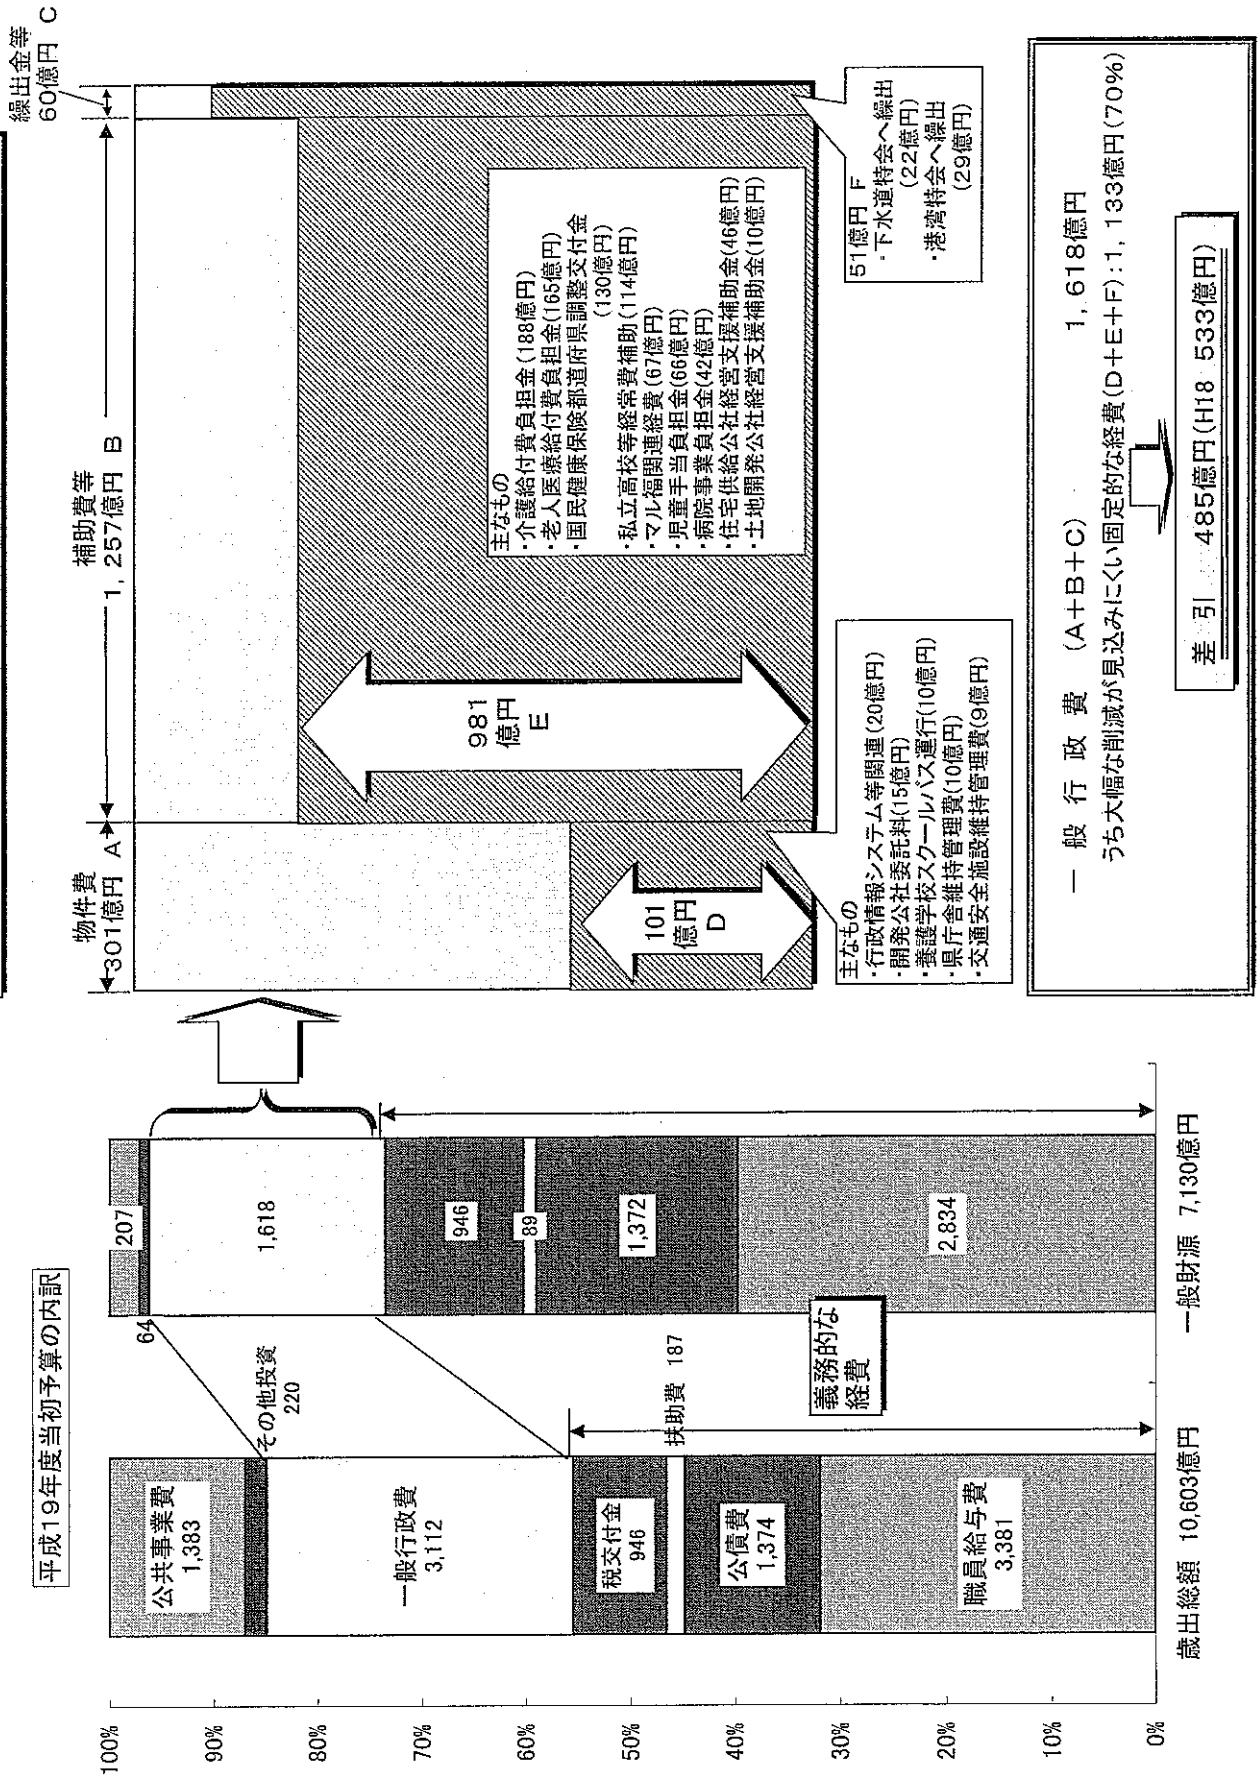 平成19年度当初予算の内訳
100%
90%
80%
70%
60%
50%
40%
30%
20%
10%
0%
公共事業費
1,383
その他投資
220
一般行政費
3,112
税交付金
946
扶助費 187
公債費
1,374
職員給与費
3,381
歳出総額 10,603億円
義務的な
経費
207
64
1,618
946
89
1,372
2,834
一般財源 7,130億円
物件費
301億円 A
補助費等
1,257億円 B
繰出金等
60億円 C
101
億円
D
981
億円
E
主なもの
・介護給付費負担金(188億円)
・老人医療給付費負担金(165億円)
・国民健康保険都道府県調整交付金
(130億円)
・私立高校等経常費補助(114億円)
・マル福関連経費(67億円)
・児童手当負担金(66億円)
・病院事業負担金(42億円)
・住宅供給公社経営支援補助金(46億円)
・土地開発公社経営支援補助金(10億円)
主なもの
・行政情報システム等関連(20億円)
・開発公社委託料(15億円)
・養護学校スクールバス運行(10億円)
・県庁舎維持管理費(10億円)
・交通安全施設維持管理費(9億円)
51億円 F
・下水道特会へ繰出
(22億円)
・港湾特会へ繰出
(29億円)
一般行政費 (A+B+C) 1,618億円
うち大幅な削減が見込みにくい固定的な経費(D+E+F):1,133億円(70%)
差引 485億円(H18 533億円)